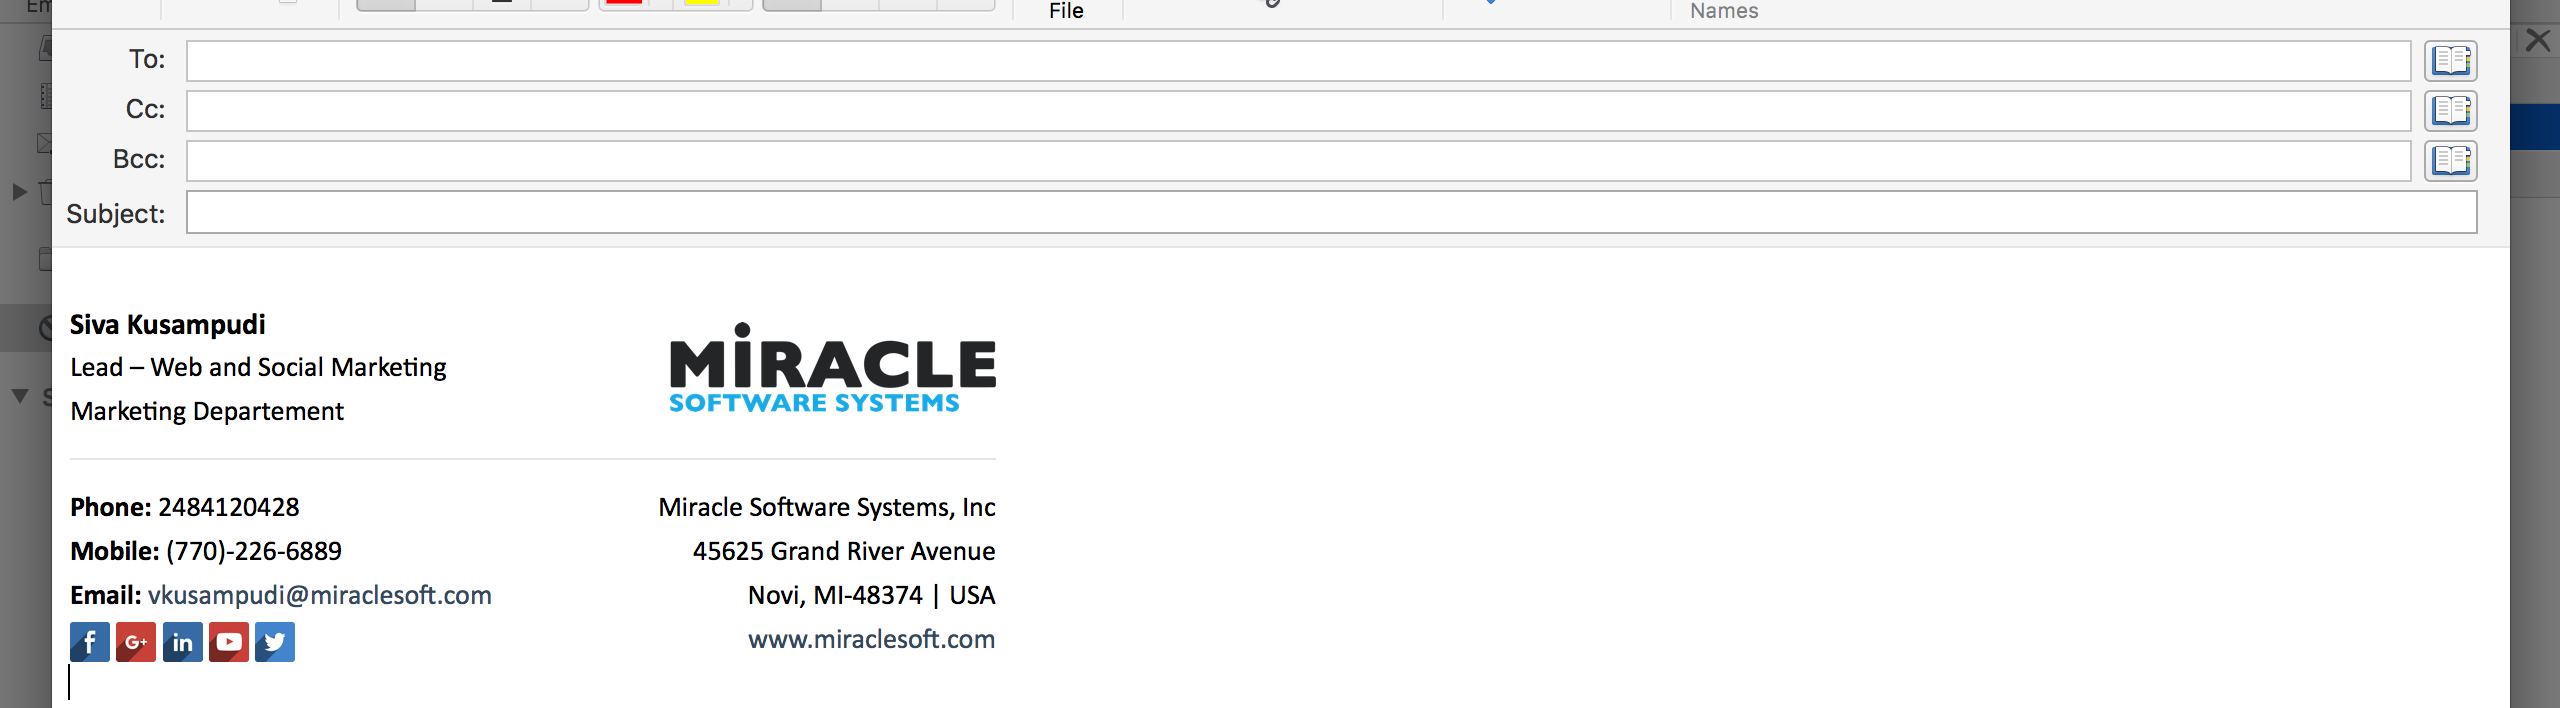 File
Names
To:
Cc:
Bcc:
Subject:
Siva Kusampudi
Lead – Web and Social Marketing
Marketing Departement
MiRACLE
SOFTWARE SYSTEMS
Phone: 2484120428
Mobile: (770)-226-6889
Email: vkusampudi@miraclesoft.com
f G+ in
Miracle Software Systems, Inc
45625 Grand River Avenue
Novi, MI-48374 | USA
www.miraclesoft.com